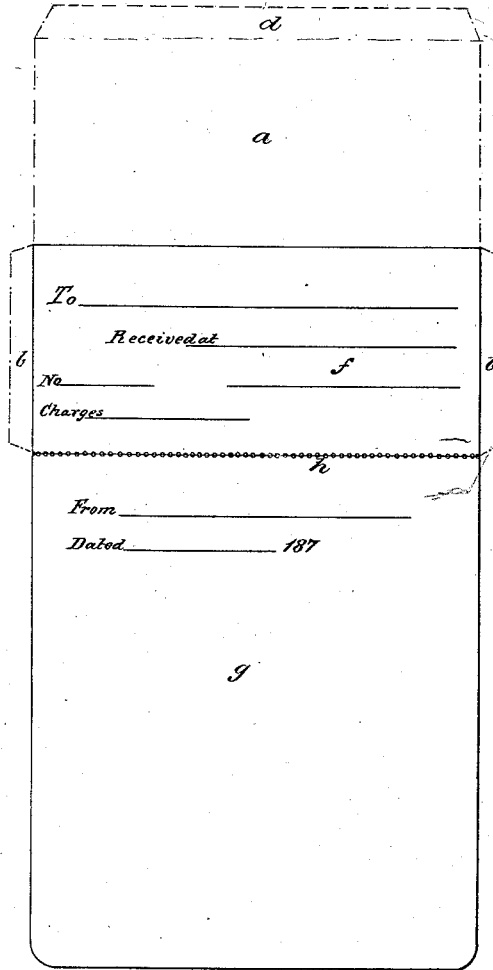 d
a
To
Received at
b f b
No
Charges
h
From
Dated 187
g